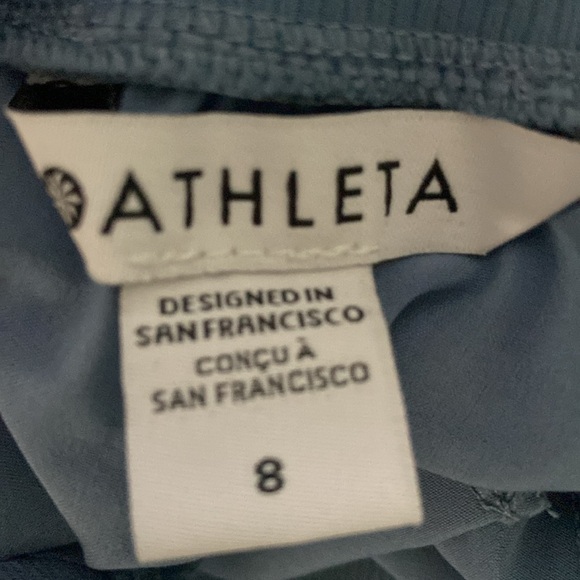 ATHLETA
DESIGNED IN
SAN FRANCISCO
CONÇU À
SAN FRANCISCO
8